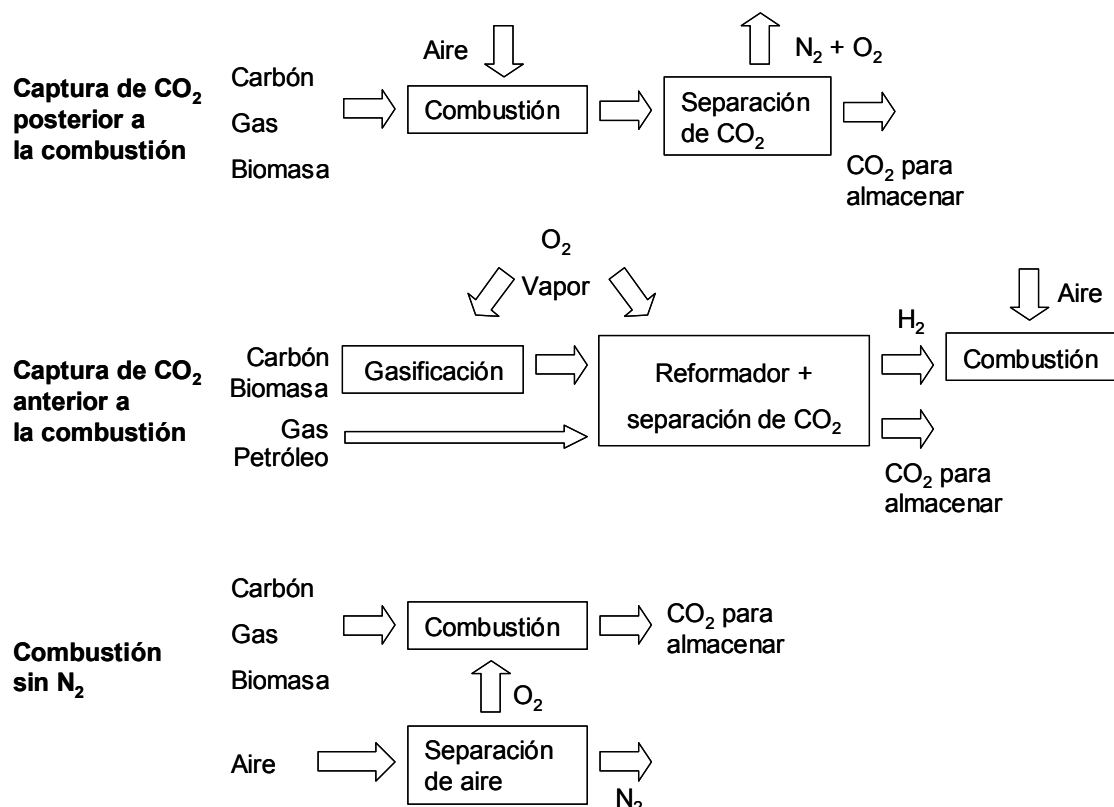 Captura de CO2
posterior a
la combustión
Carbón
Gas
Biomasa
Aire
Combustión
N2 + O2
Separación
de CO2
CO2 para
almacenar
Captura de CO2
anterior a
la combustión
O2
Vapor
Carbón
Biomasa
Gas
Petróleo
Gasificación
Reformador +
separación de CO2
H2
Aire
Combustión
CO2 para
almacenar
Combustión
sin N2
Carbón
Gas
Biomasa
Combustión
CO2 para
almacenar
O2
Aire
Separación
de aire
N2